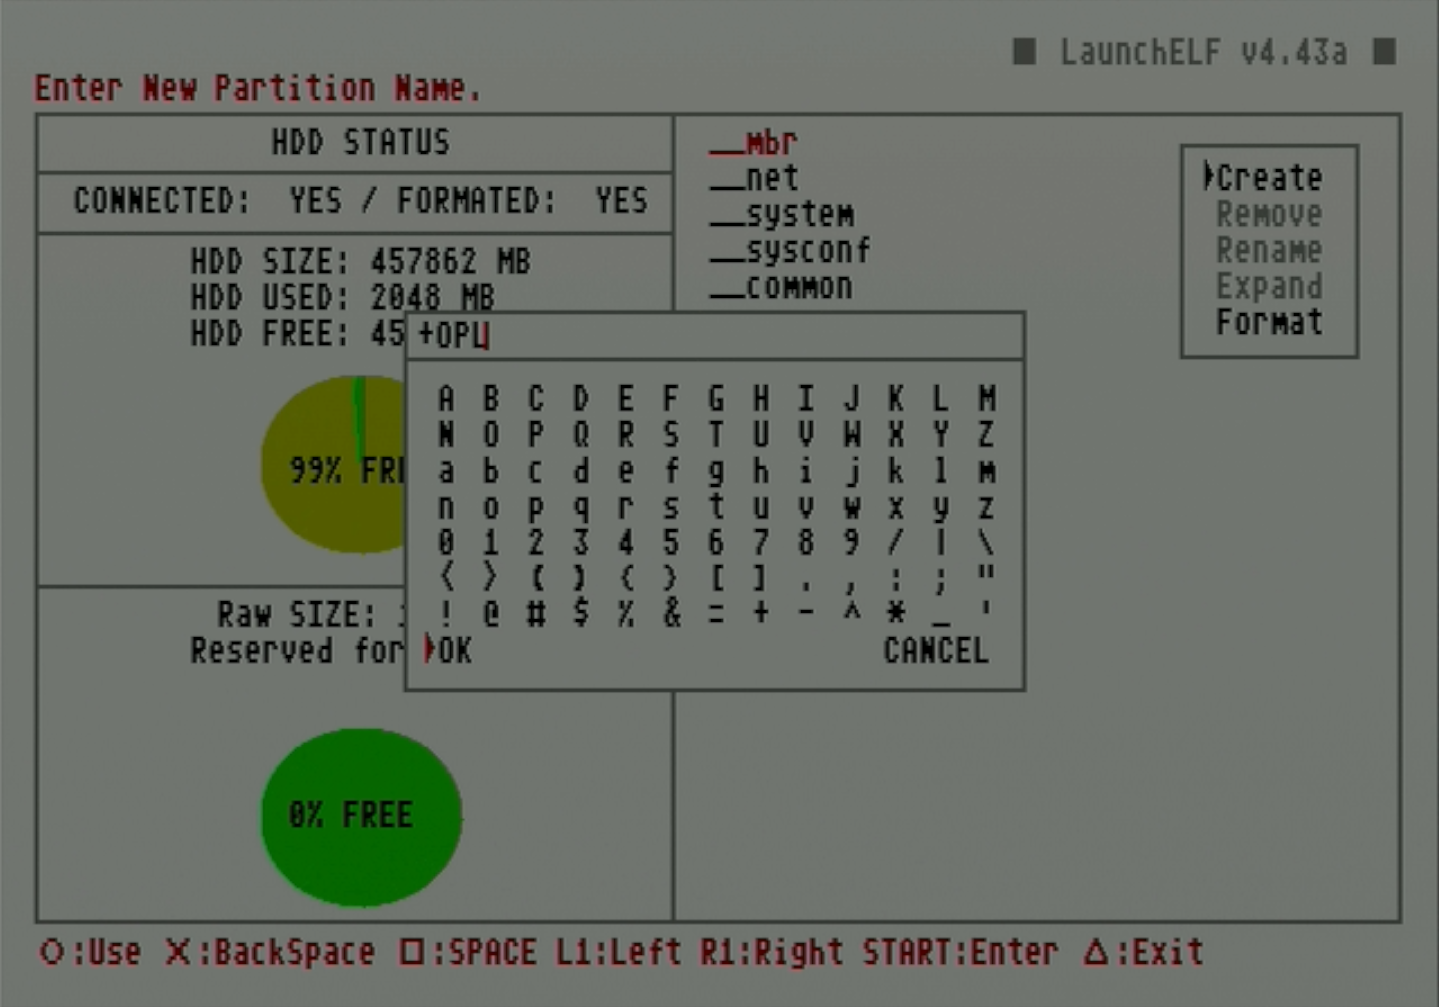 ■ LaunchELF v4.43a ■
Enter New Partition Name.
HDD STATUS
CONNECTED: YES / FORMATED: YES
HDD SIZE: 457862 MB
HDD USED: 2048 MB
HDD FREE: 45
99% FRE
Raw SIZE:
Reserved for
0% FREE
__mbr
__net
__system
__sysconf
__common
Create
Remove
Rename
Expand
Format
+OPL
A B C D E F G H I J K L M
N O P Q R S T U V W X Y Z
a b c d e f g h i j k l m
n o p q r s t u v w x y z
0 1 2 3 4 5 6 7 8 9 / | \
< > ( ) { } [ ] . , : ; "
! @ # $ % & = + - ^ * _ '
OK CANCEL
○:Use ×:BackSpace □:SPACE L1:Left R1:Right START:Enter △:Exit